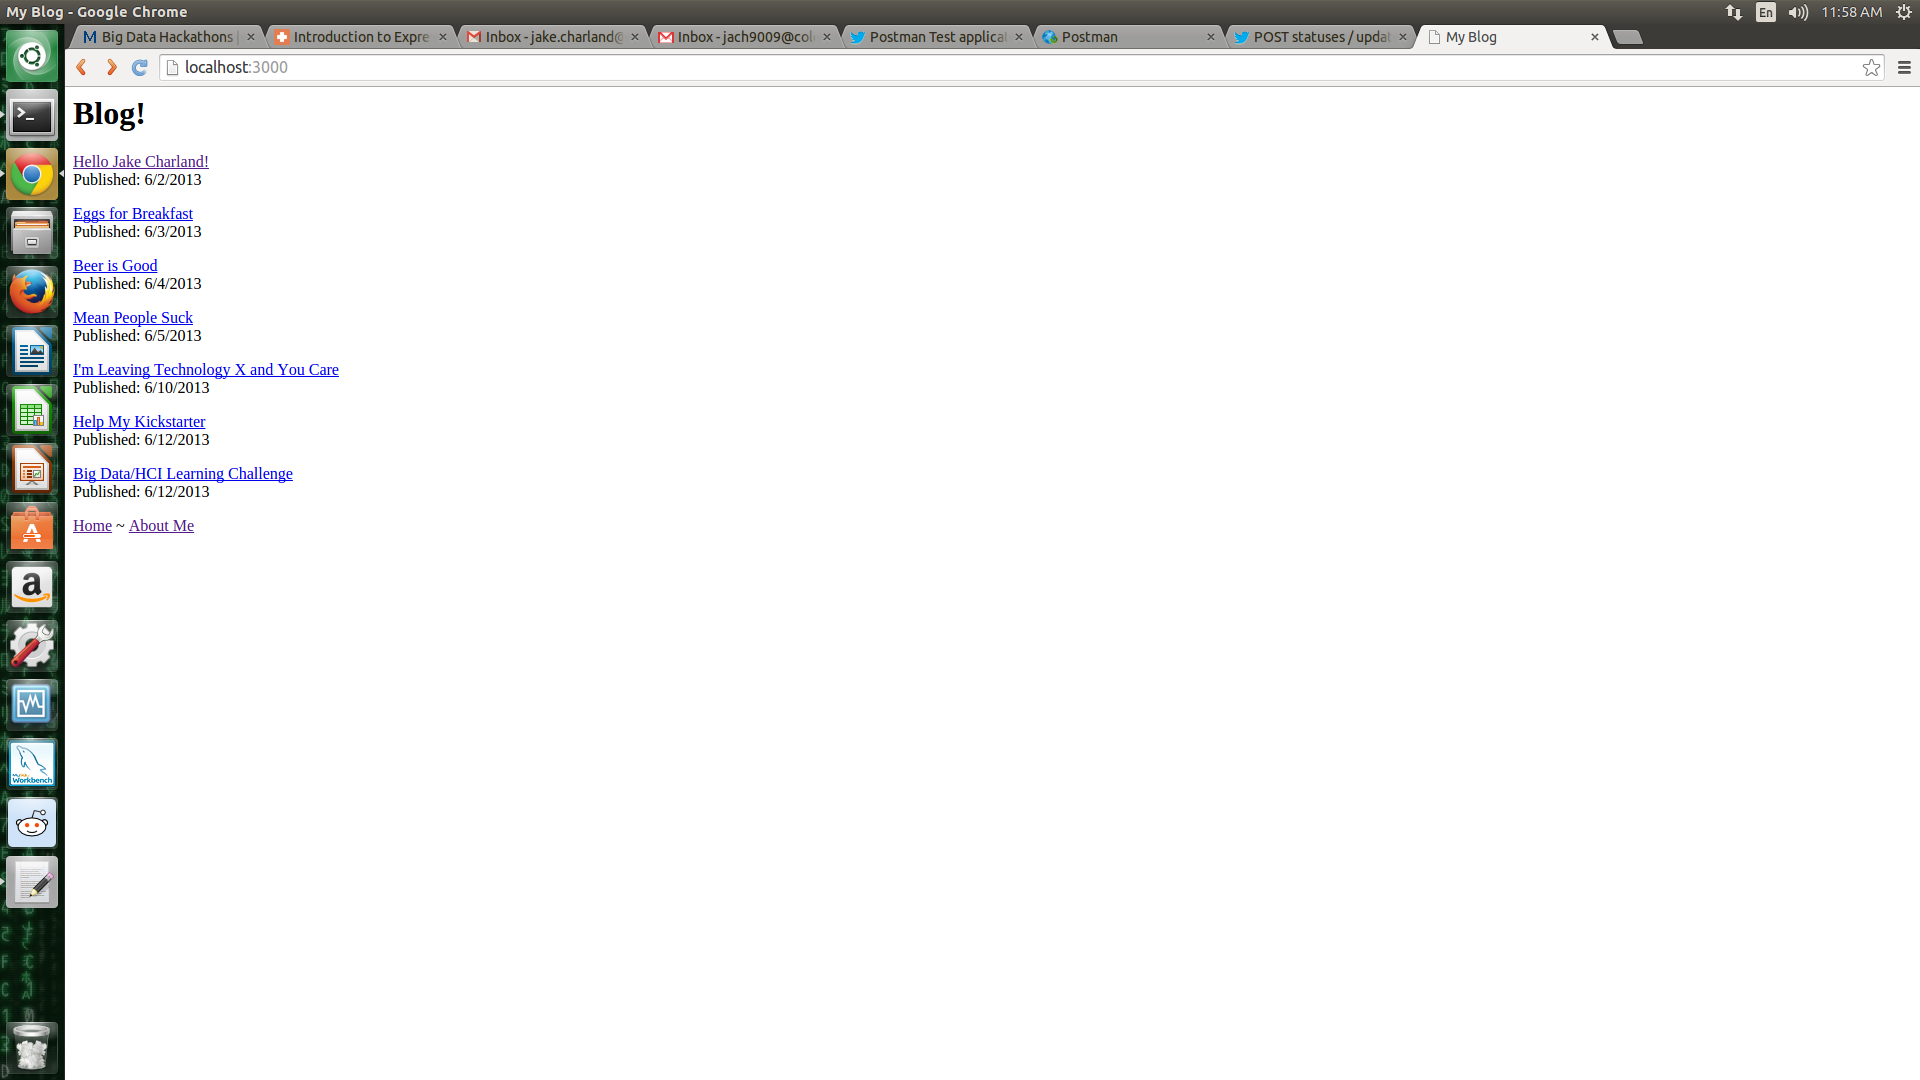 My Blog - Google Chrome
En
11:58 AM
Big Data Hackathons |
Introduction to Expre
Inbox - jake.charland@
Inbox - jach9009@col
Postman Test applicat
Postman
POST statuses / updat
My Blog
localhost:3000
Blog!
Hello Jake Charland!
Published: 6/2/2013
Eggs for Breakfast
Published: 6/3/2013
Beer is Good
Published: 6/4/2013
Mean People Suck
Published: 6/5/2013
I'm Leaving Technology X and You Care
Published: 6/10/2013
Help My Kickstarter
Published: 6/12/2013
Big Data/HCI Learning Challenge
Published: 6/12/2013
Home ~ About Me
Workbench